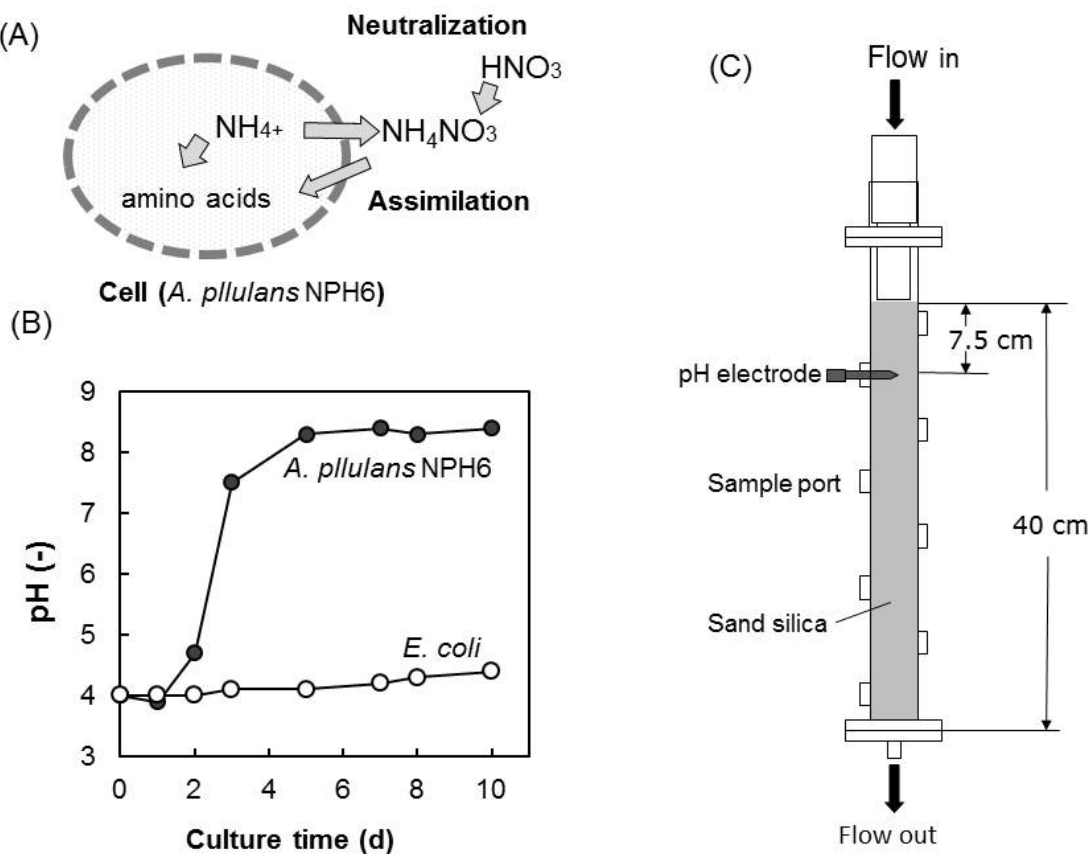 (A)
Neutralization
HNO3
NH4+
NH4NO3
amino acids
Assimilation
Cell (A. pllulans NPH6)
(B)
9
8
7
6
5
4
3
pH (-)
A. pllulans NPH6
E. coli
0 2 4 6 8 10
Culture time (d)
(C)
Flow in
7.5 cm
pH electrode
Sample port
40 cm
Sand silica
Flow out